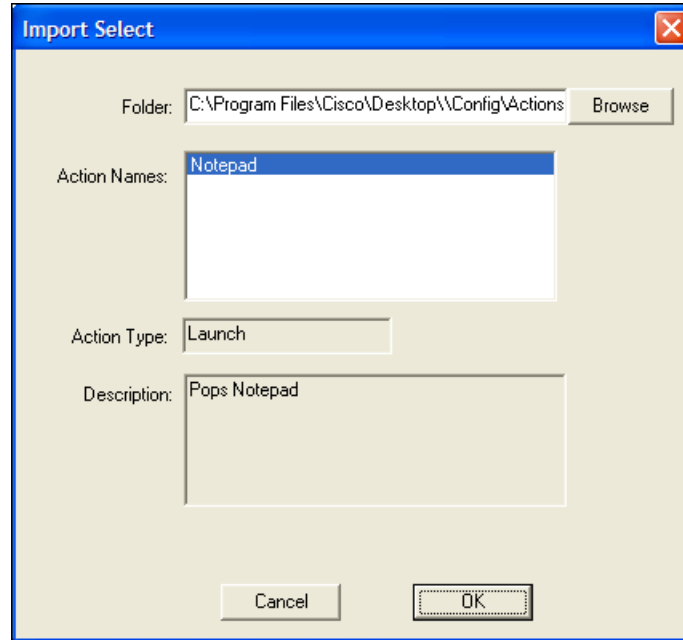 Import Select
Folder: C:\Program Files\Cisco\Desktop\\Config\Actions Browse
Action Names: Notepad
Action Type: Launch
Description: Pops Notepad
Cancel OK